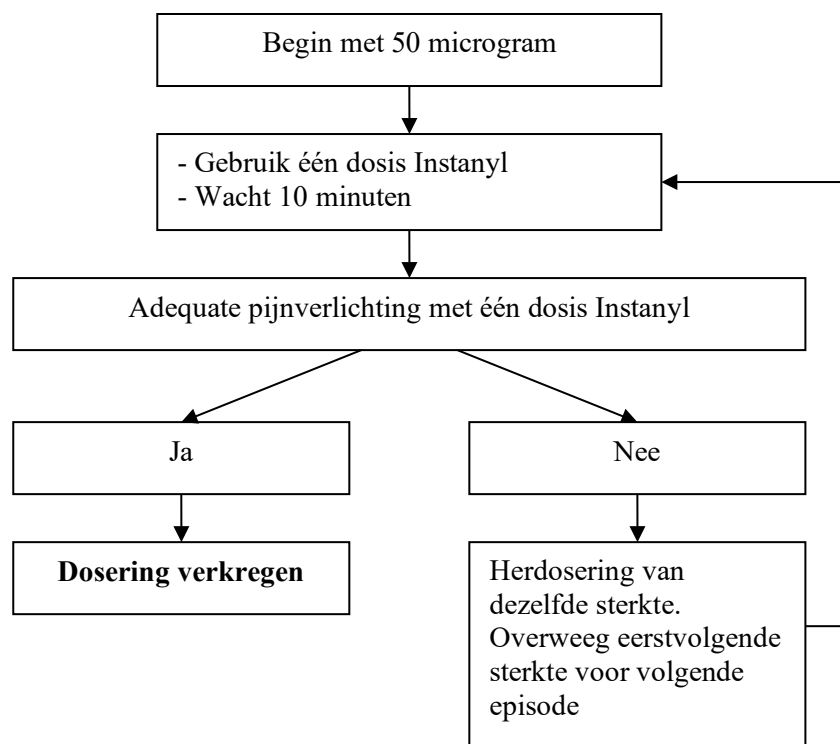 Begin met 50 microgram
- Gebruik één dosis Instanyl
- Wacht 10 minuten
Adequate pijnverlichting met één dosis Instanyl
Ja
Nee
Dosering verkregen
Herdosering van
dezelfde sterkte.
Overweeg eerstvolgende
sterkte voor volgende
episode